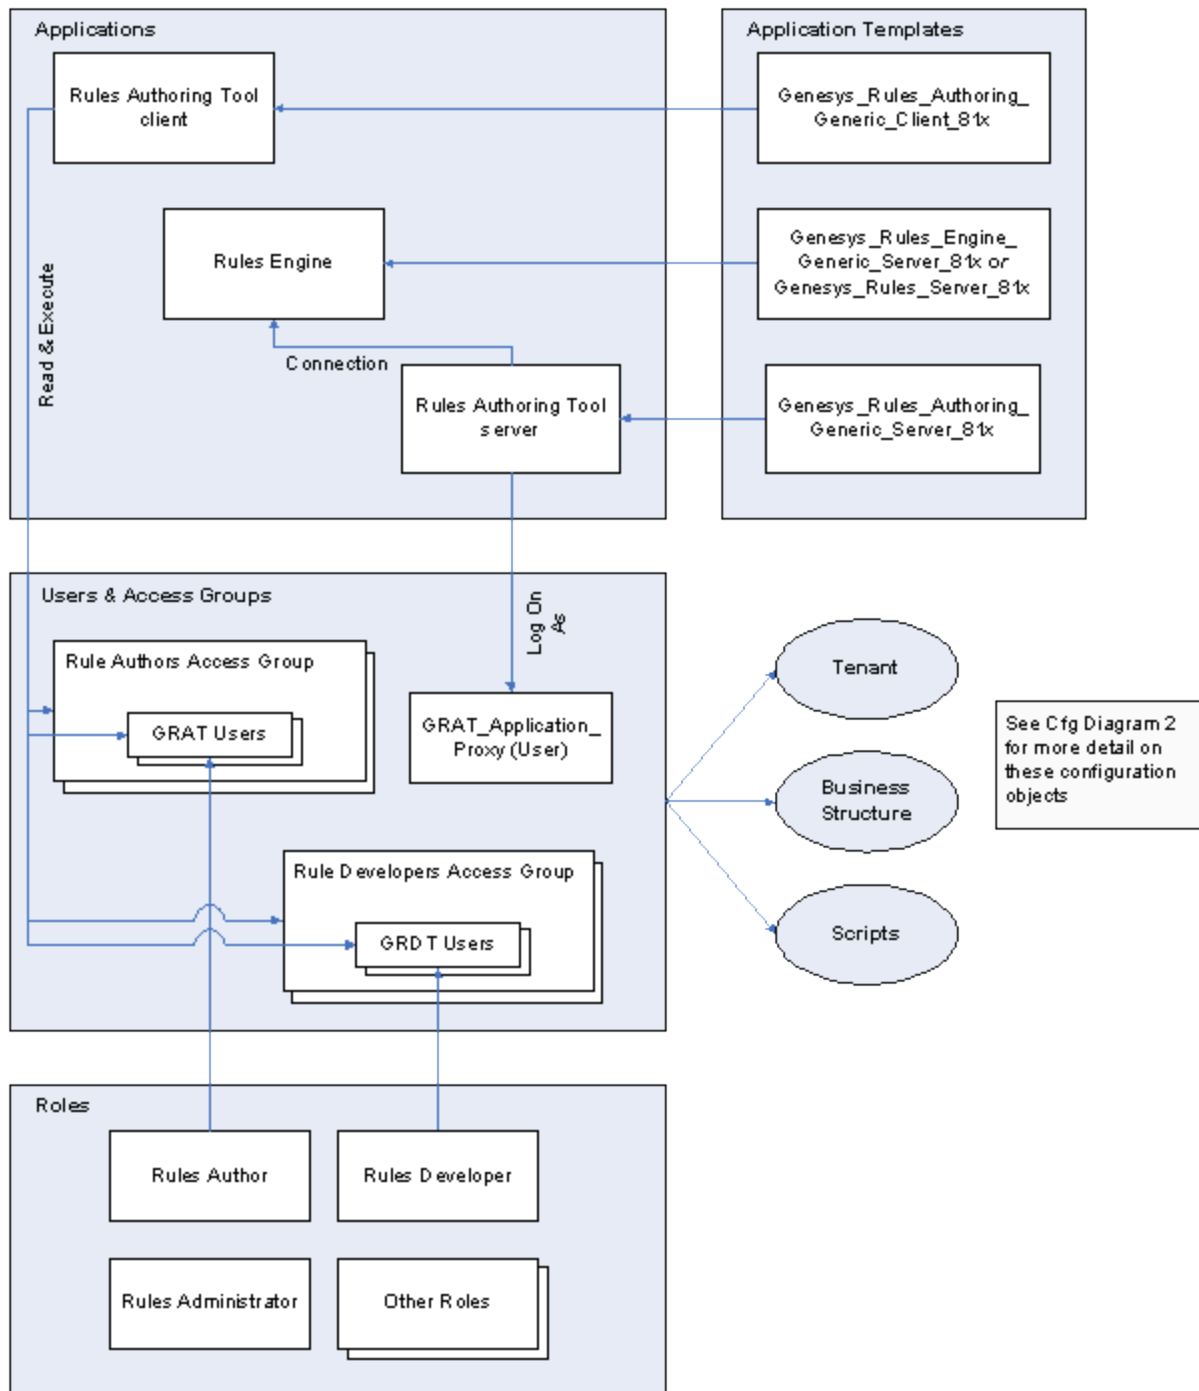 Applications
Application Templates
Rules Authoring Tool
client
Genesys_Rules_Authoring_
Generic_Client_81x
Rules Engine
Genesys_Rules_Engine_
Generic_Server_81x or
Genesys_Rules_Server_81x
Read & Execute
Connection
Rules Authoring Tool
server
Genesys_Rules_Authoring_
Generic_Server_81x
Users & Access Groups
Log On
As
Rule Authors Access Group
GRAT Users
GRAT_Application_
Proxy (User)
Tenant
See Cfg Diagram 2
for more detail on
these configuration
objects
Business
Structure
Rule Developers Access Group
GRDT Users
Scripts
Roles
Rules Author
Rules Developer
Rules Administrator
Other Roles